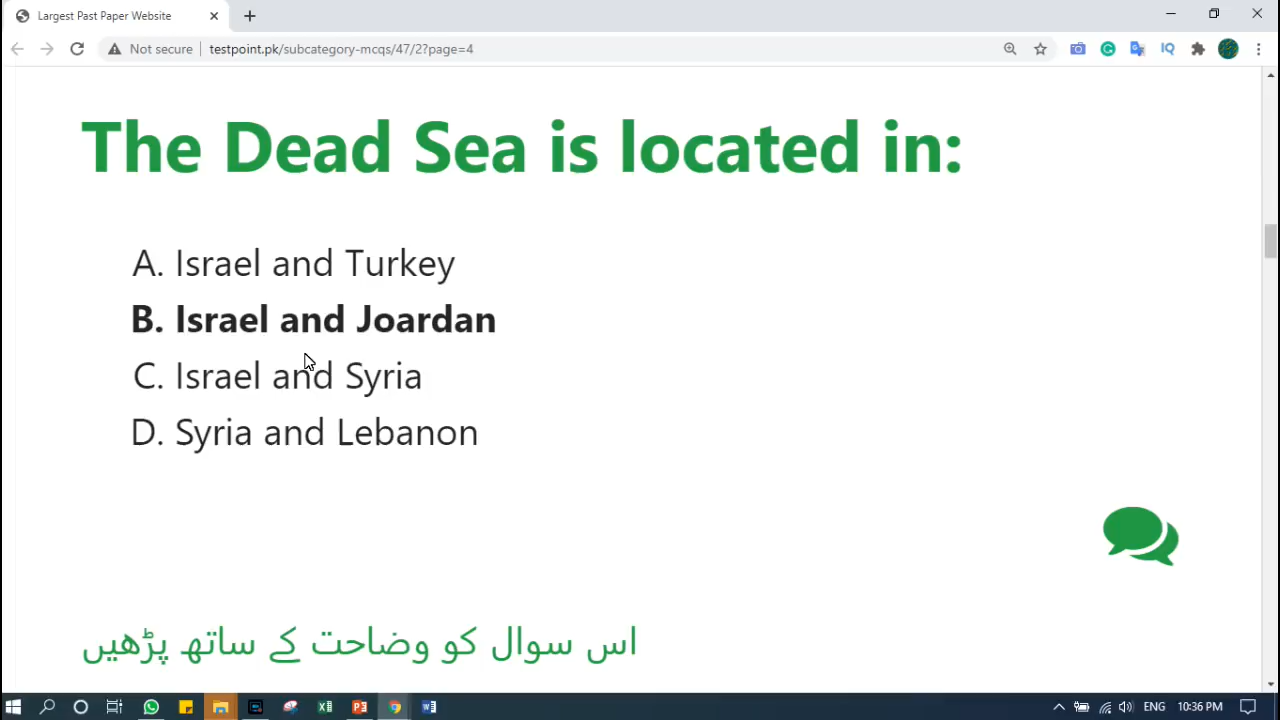 Largest Past Paper Website
Not secure testpoint.pk/subcategory-mcqs/47/2?page=4
The Dead Sea is located in:
A. Israel and Turkey
B. Israel and Joardan
C. Israel and Syria
D. Syria and Lebanon
اس سوال کو وضاحت کے ساتھ پڑھیں
ENG 10:36 PM